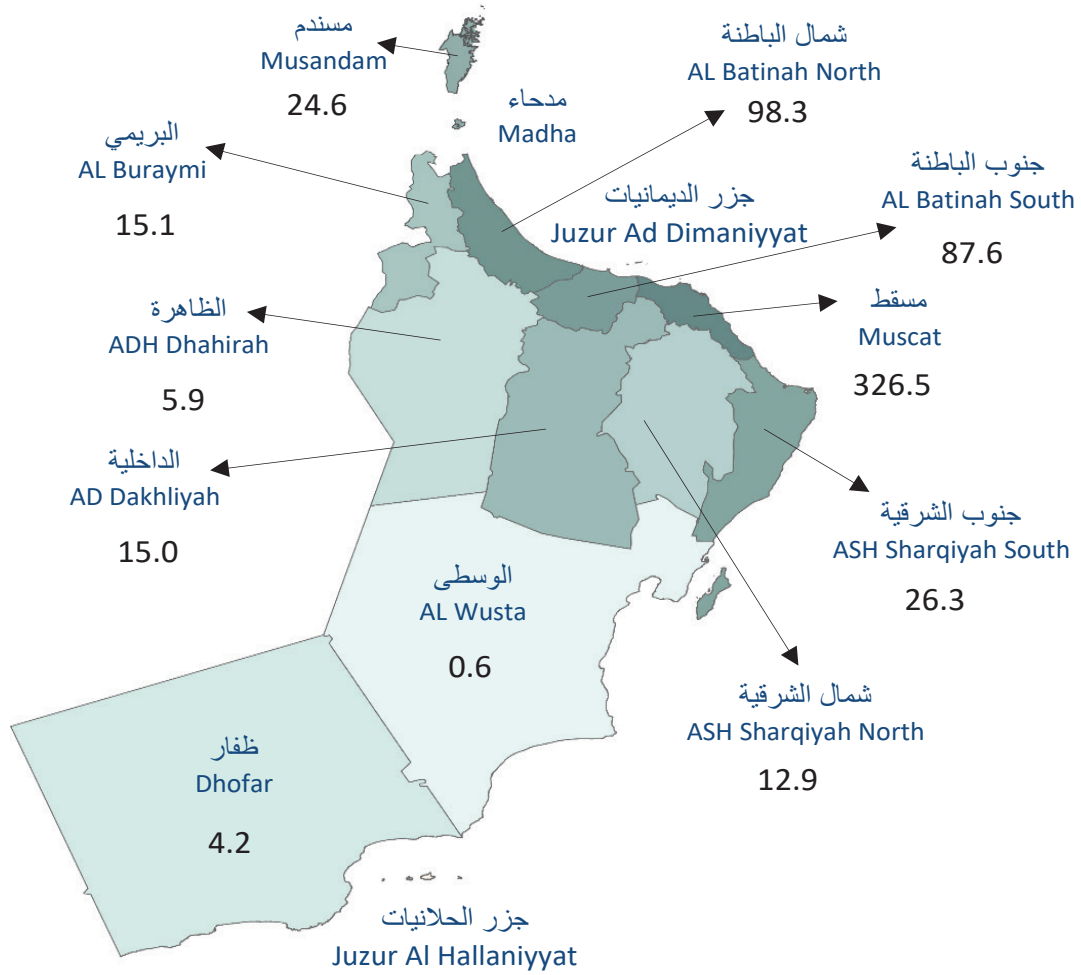 مسندم
Musandam
24.6
شمال الباطنة
AL Batinah North
98.3
مدحاء
Madha
البريمي
AL Buraymi
15.1
جنوب الباطنة
AL Batinah South
87.6
جزر الديمانيات
Juzur Ad Dimaniyyat
مسقط
Muscat
326.5
الظاهرة
ADH Dhahirah
5.9
الداخلية
AD Dakhliyah
15.0
جنوب الشرقية
ASH Sharqiyah South
26.3
الوسطى
AL Wusta
0.6
شمال الشرقية
ASH Sharqiyah North
12.9
ظفار
Dhofar
4.2
جزر الحلانيات
Juzur Al Hallaniyyat